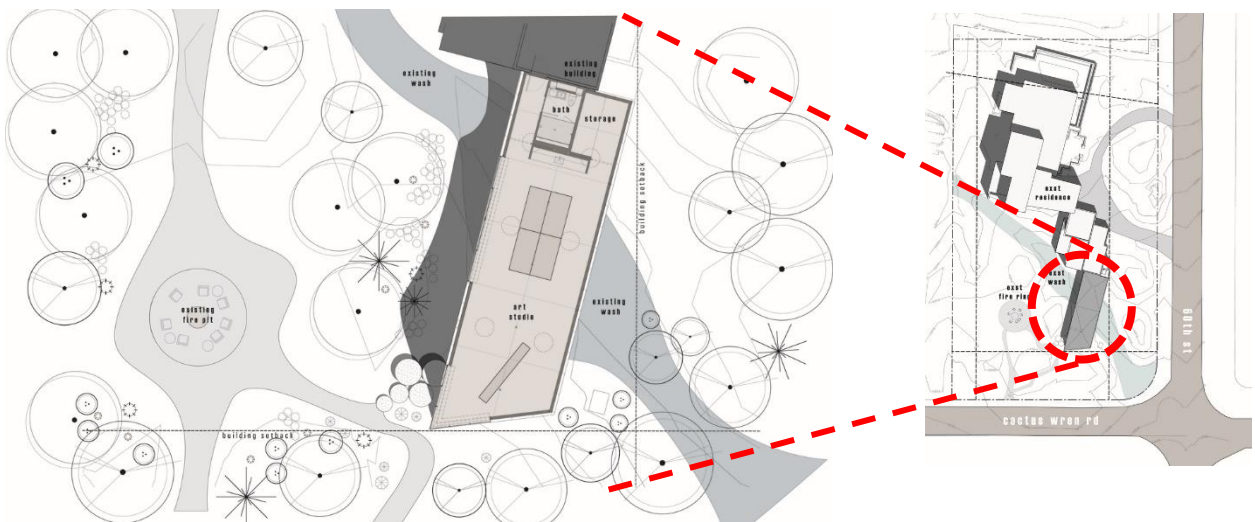 existing
wash
existing
building
bath
storage
building setback
existing
fire pit
art
studio
existing
wash
building setback
exst
residence
exst
wash
exst
fire ring
60th st
cactus wren rd